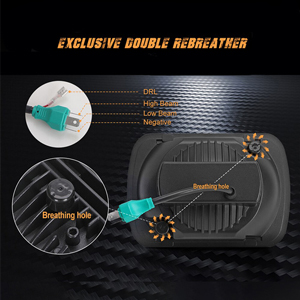 EXCLUSIVE DOUBLE REBREATHER
DRL
High Beam
Low Beam
Negative
Breathing hole
Breathing hole